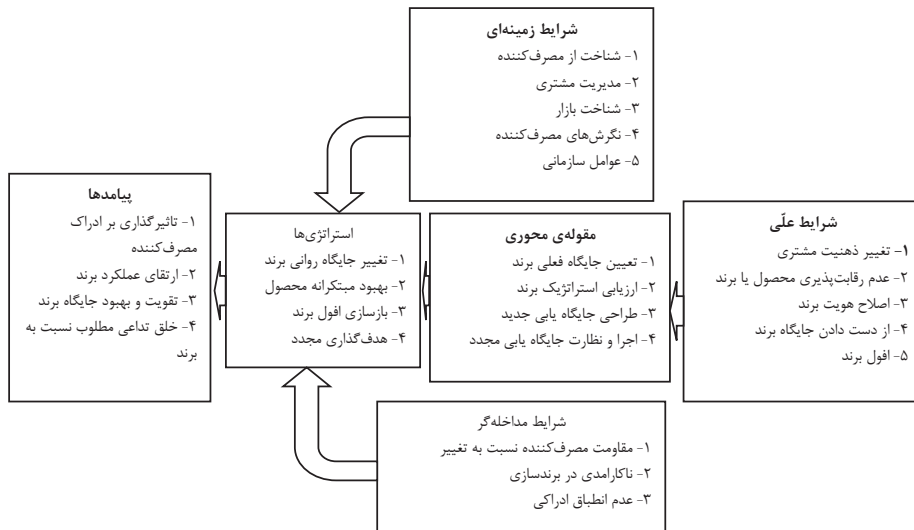 شرایط زمینه‌ای
۱- شناخت از مصرف‌کننده
۲- مدیریت مشتری
۳- شناخت بازار
۴- نگرش‌های مصرف‌کننده
۵- عوامل سازمانی
شرایط علّی
۱- تغییر ذهنیت مشتری
۲- عدم رقابت‌پذیری محصول یا برند
۳- اصلاح هویت برند
۴- از دست دادن جایگاه برند
۵- افول برند
مقوله‌ی محوری
۱- تعیین جایگاه فعلی برند
۲- ارزیابی استراتژیک برند
۳- طراحی جایگاه یابی جدید
۴- اجرا و نظارت جایگاه یابی مجدد
استراتژی‌ها
۱- تغییر جایگاه روانی برند
۲- بهبود مبتکرانه محصول
۳- بازسازی افول برند
۴- هدف‌گذاری مجدد
پیامدها
۱- تاثیرگذاری بر ادراک
مصرف‌کننده
۲- ارتقای عملکرد برند
۳- تقویت و بهبود جایگاه برند
۴- خلق تداعی مطلوب نسبت به
برند
شرایط مداخله‌گر
۱- مقاومت مصرف‌کننده نسبت به تغییر
۲- ناکارامدی در برندسازی
۳- عدم انطباق ادراکی